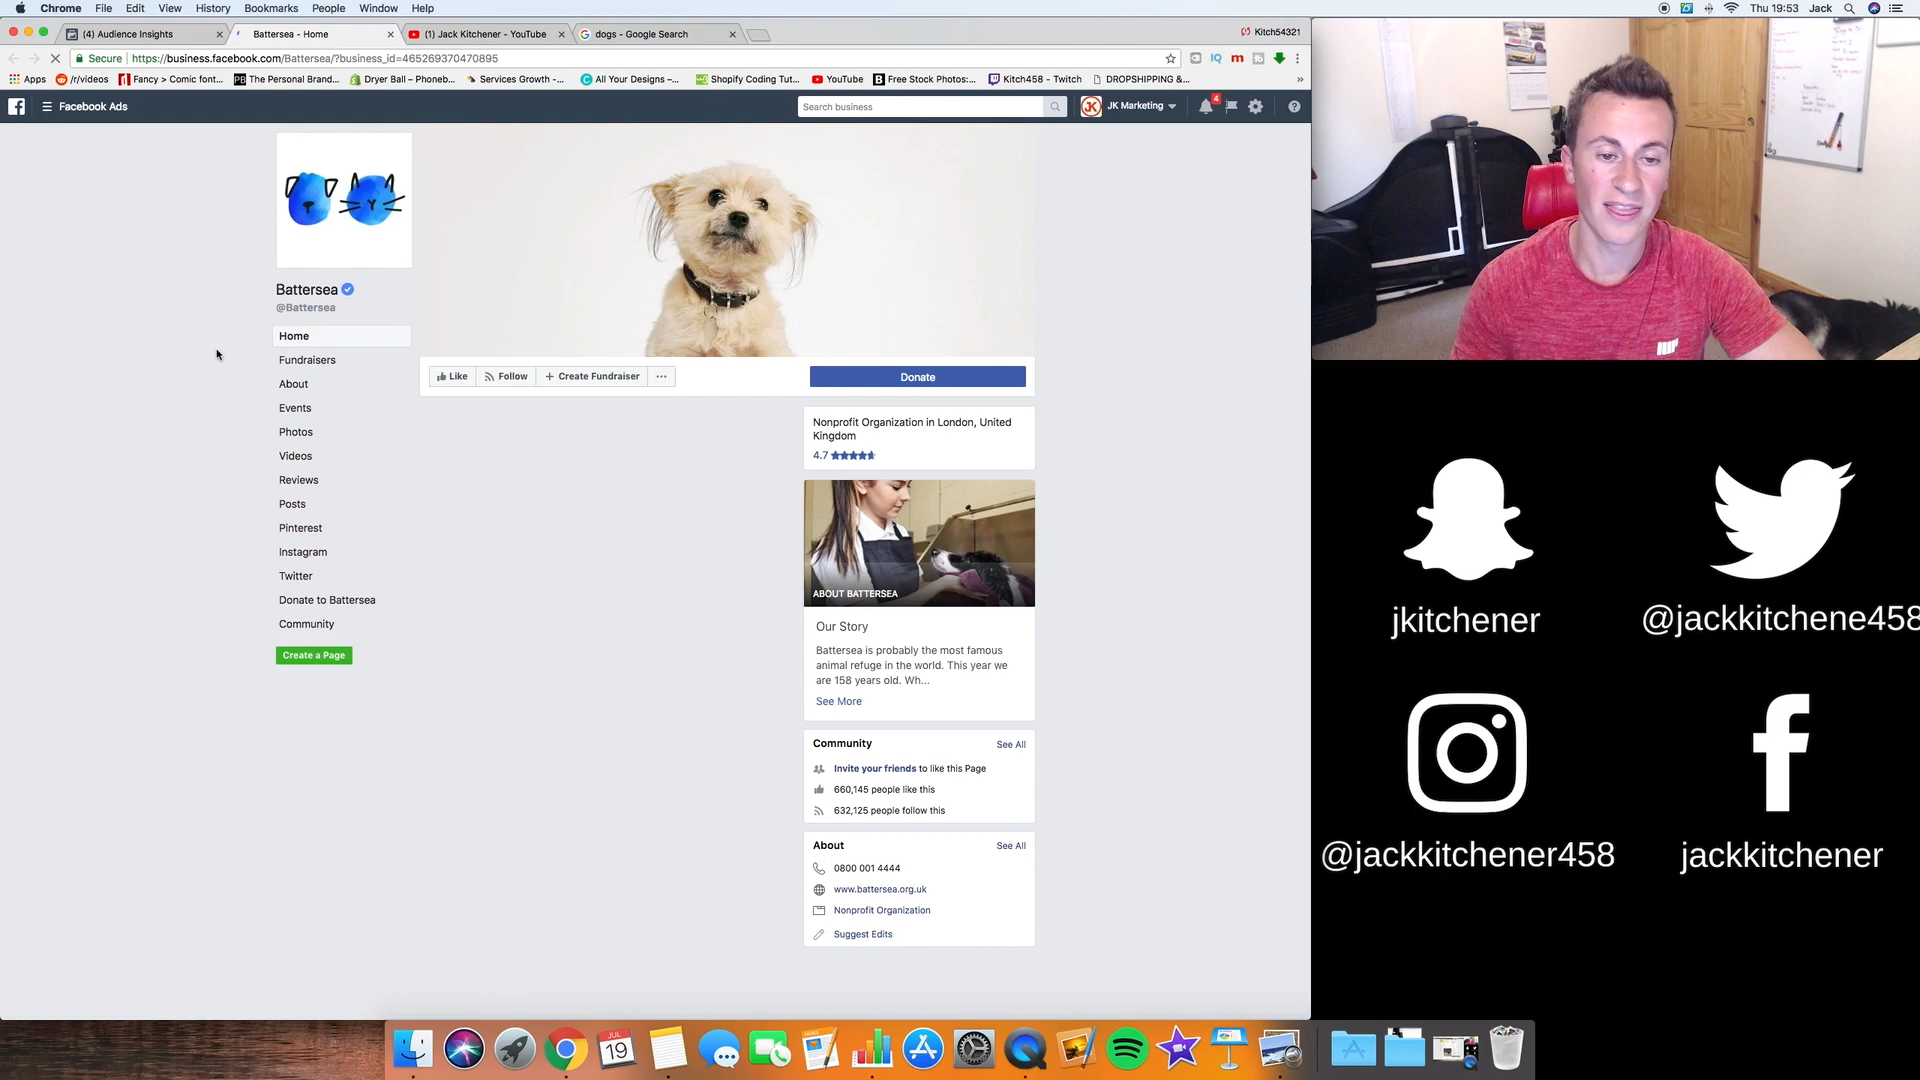 Chrome File Edit View History Bookmarks People Window Help
Thu 19:53 Jack
(4) Audience Insights
Battersea - Home
(1) Jack Kitchener - YouTube
dogs - Google Search
Kitch54321
Secure https://business.facebook.com/Battersea/?business_id=465269370470895
Apps /r/videos Fancy > Comic font... The Personal Brand... Dryer Ball – Phoneb... Services Growth -... All Your Designs –... Shopify Coding Tut... YouTube Free Stock Photos:... Kitch458 - Twitch DROPSHIPPING &...
Facebook Ads
Search business
JK Marketing
4
Battersea
@Battersea
Home
Fundraisers
About
Events
Photos
Videos
Reviews
Posts
Pinterest
Instagram
Twitter
Donate to Battersea
Community
Create a Page
Like Follow + Create Fundraiser ...
Donate
Nonprofit Organization in London, United
Kingdom
4.7
ABOUT BATTERSEA
Our Story
Battersea is probably the most famous
animal refuge in the world. This year we
are 158 years old. Wh...
See More
Community See All
Invite your friends to like this Page
660,145 people like this
632,125 people follow this
About See All
0800 001 4444
www.battersea.org.uk
Nonprofit Organization
Suggest Edits
jkitchener
@jackkitchene458
@jackkitchener458
jackkitchener
JUL
19